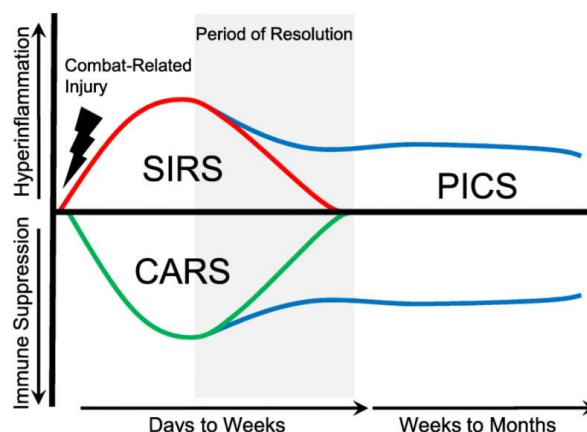 Period of Resolution
Combat-Related
Injury
Hyperinflammation
SIRS
PICS
CARS
Immune Suppression
Days to Weeks
Weeks to Months